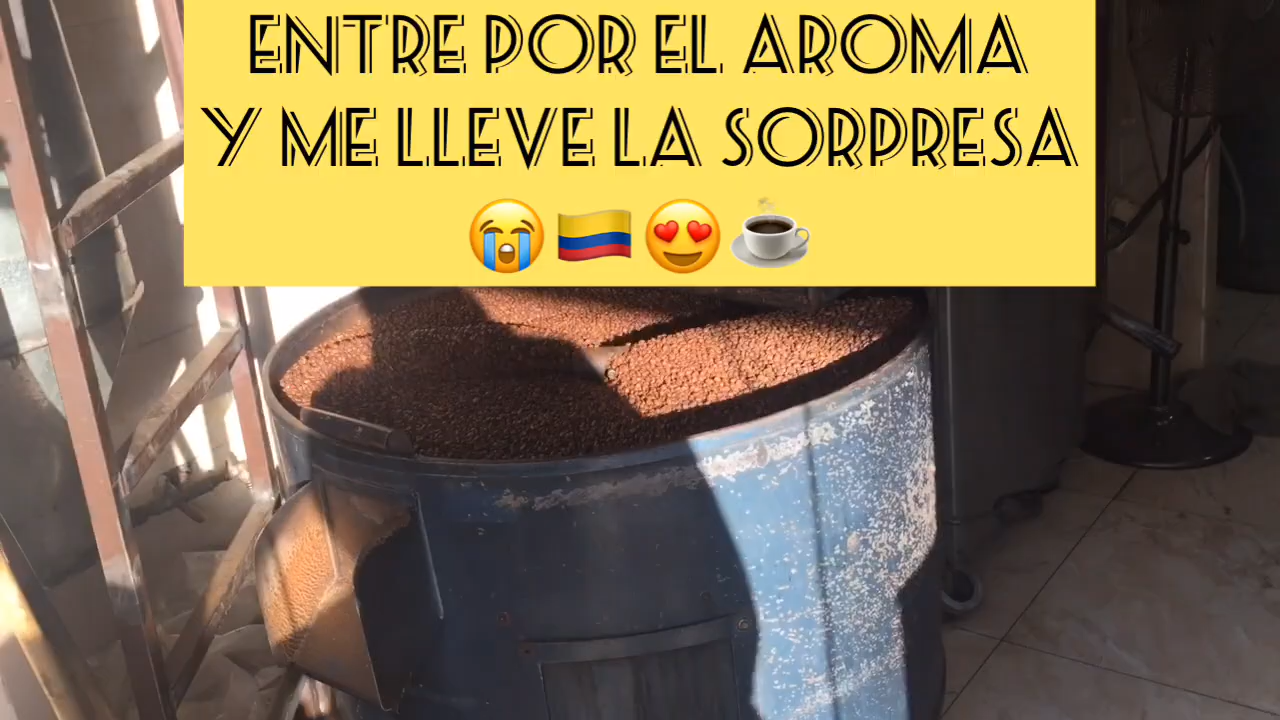 ENTRE POR EL AROMA
Y ME LLEVE LA SORPRESA
😭🇨🇴😍☕